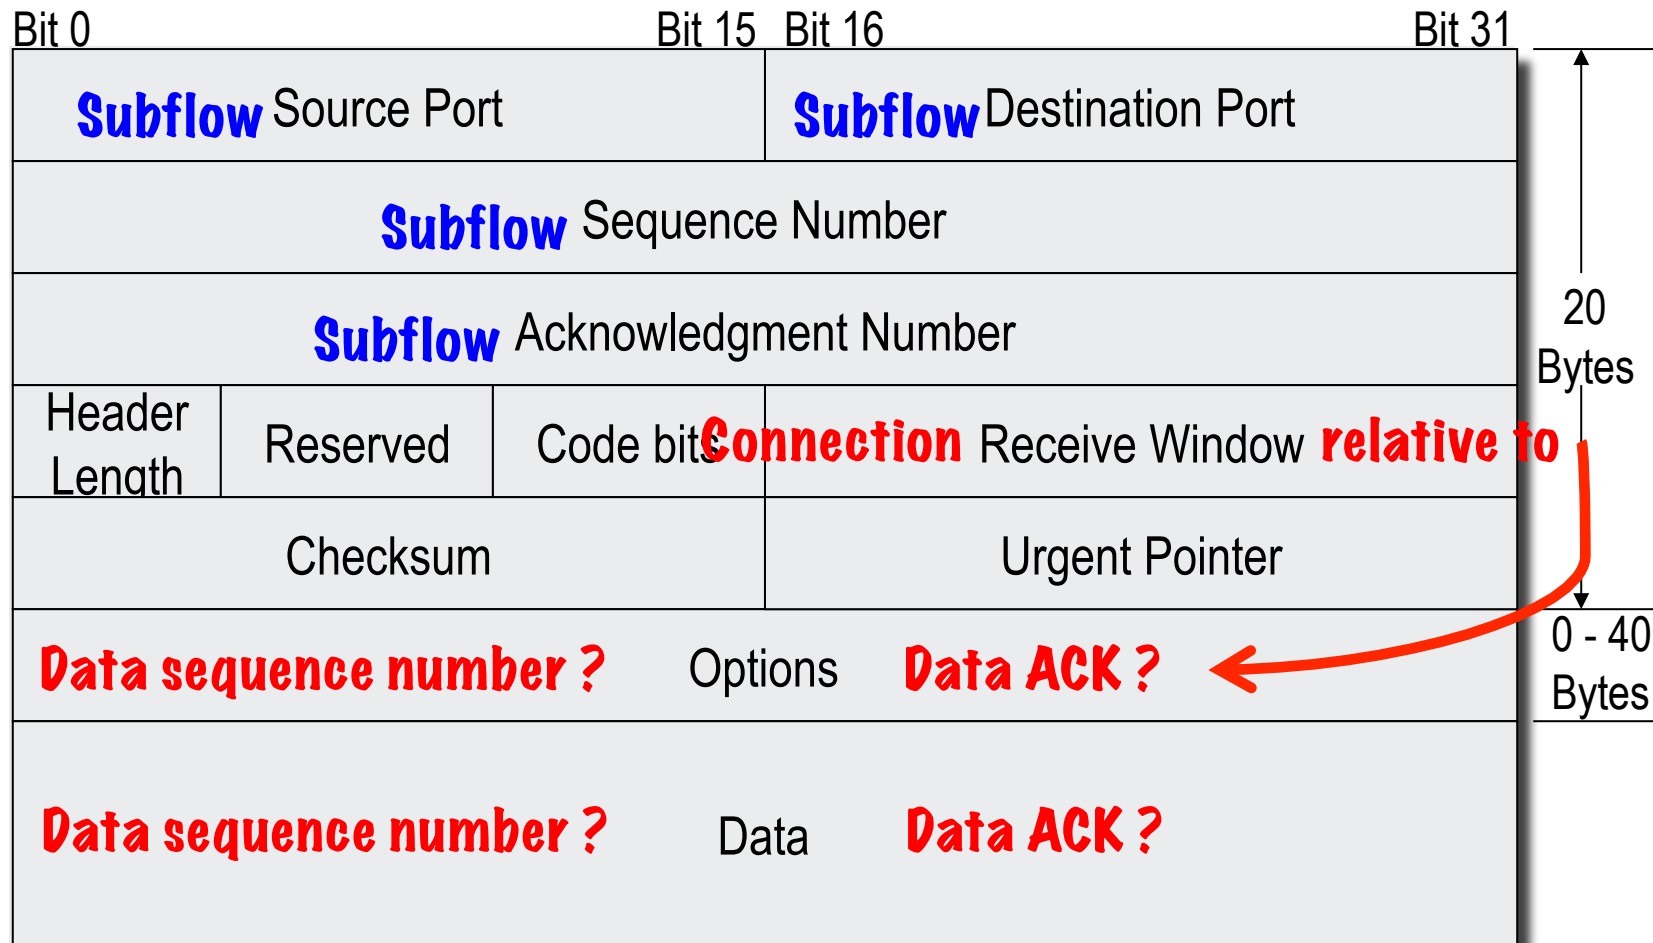 Bit 0 Bit 15 Bit 16 Bit 31
Subflow Source Port Subflow Destination Port
Subflow Sequence Number
Subflow Acknowledgment Number
20
Bytes
Header
Length
Reserved
Code bits
Connection Receive Window relative to
Checksum Urgent Pointer
Data sequence number ? Options Data ACK ?
0 - 40
Bytes
Data sequence number ? Data Data ACK ?